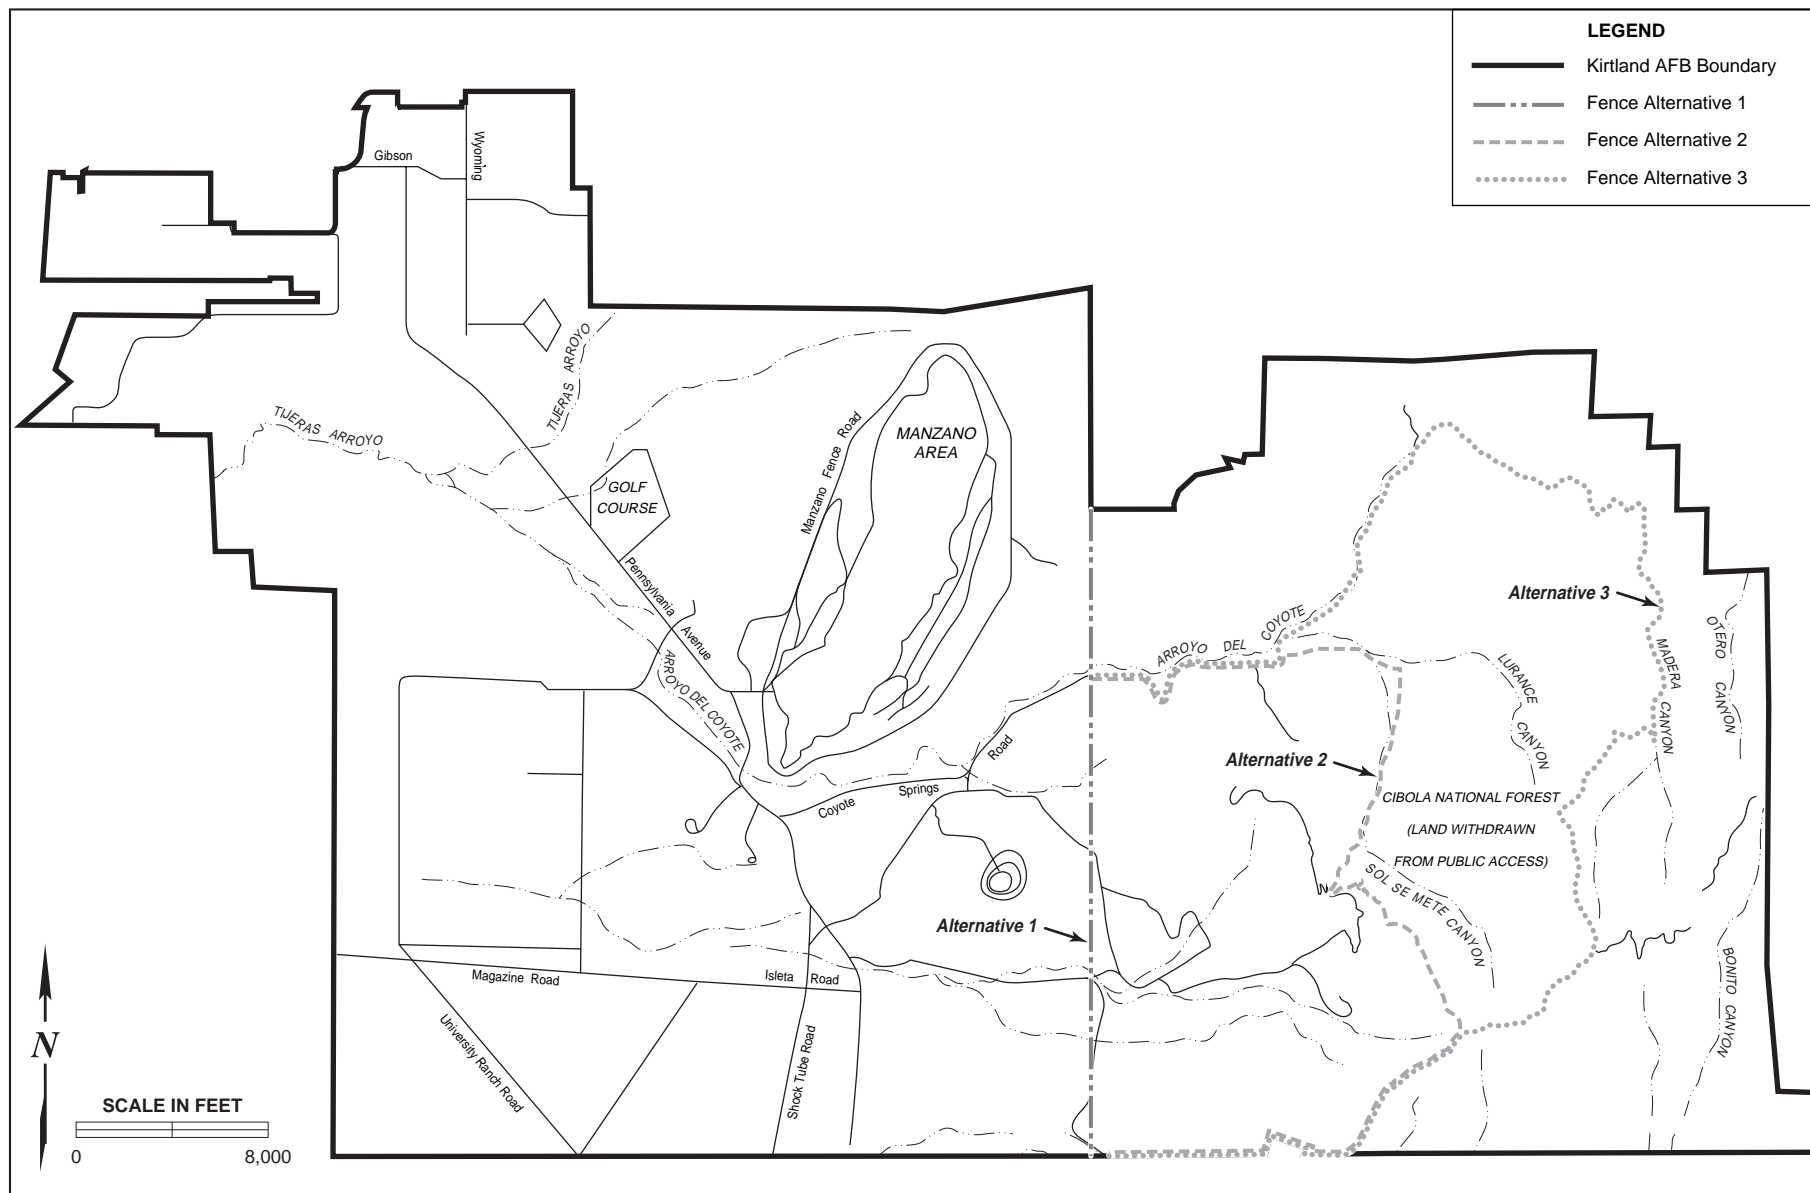 LEGEND
Kirtland AFB Boundary
Fence Alternative 1
Fence Alternative 2
Fence Alternative 3
Gibson
Wyoming
TIJERAS ARROYO
TIJERAS ARROYO
Manzano Fence Road
MANZANO
AREA
GOLF
COURSE
Pennsylvania
Avenue
ARROYO DEL COYOTE
ARROYO DEL COYOTE
Alternative 3
OTERO CANYON
MADERA CANYON
LURANCE CANYON
Alternative 2
Coyote Springs Road
CIBOLA NATIONAL FOREST
(LAND WITHDRAWN
FROM PUBLIC ACCESS)
SOL SE METE CANYON
Alternative 1
BONITO CANYON
Magazine Road
Isleta Road
University Ranch Road
Shock Tube Road
N
SCALE IN FEET
0 8,000